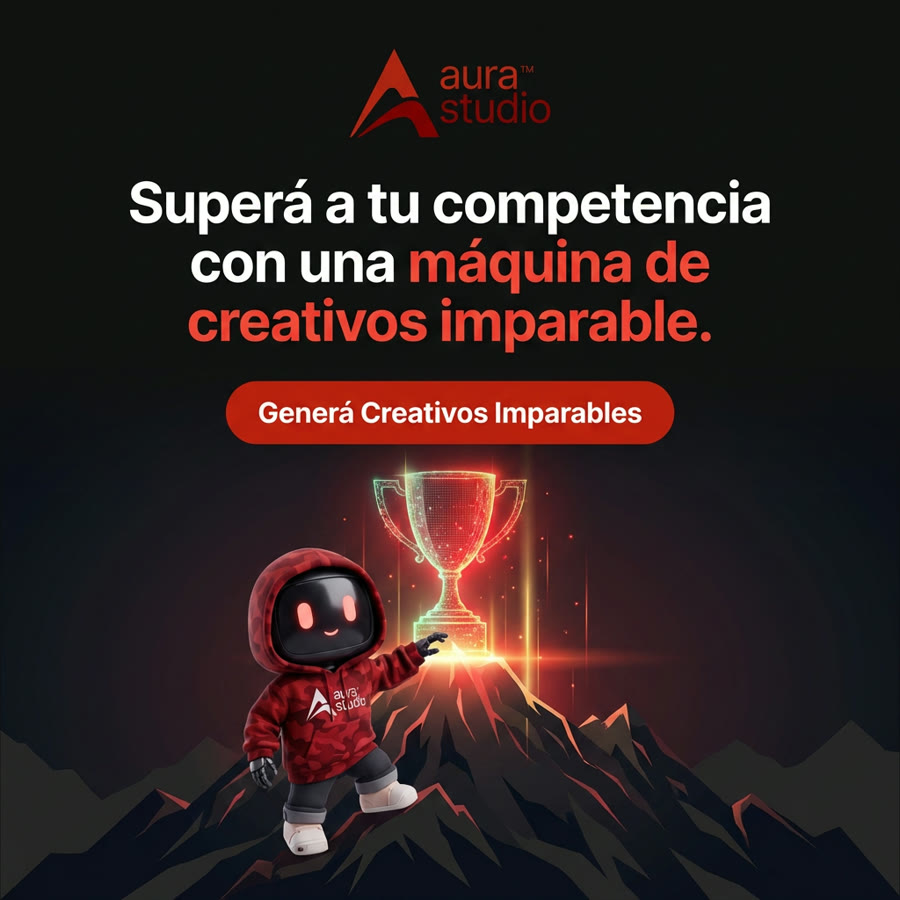 aura™
studio
Superá a tu competencia
con una máquina de
creativos imparable.
Generá Creativos Imparables
aura
studio